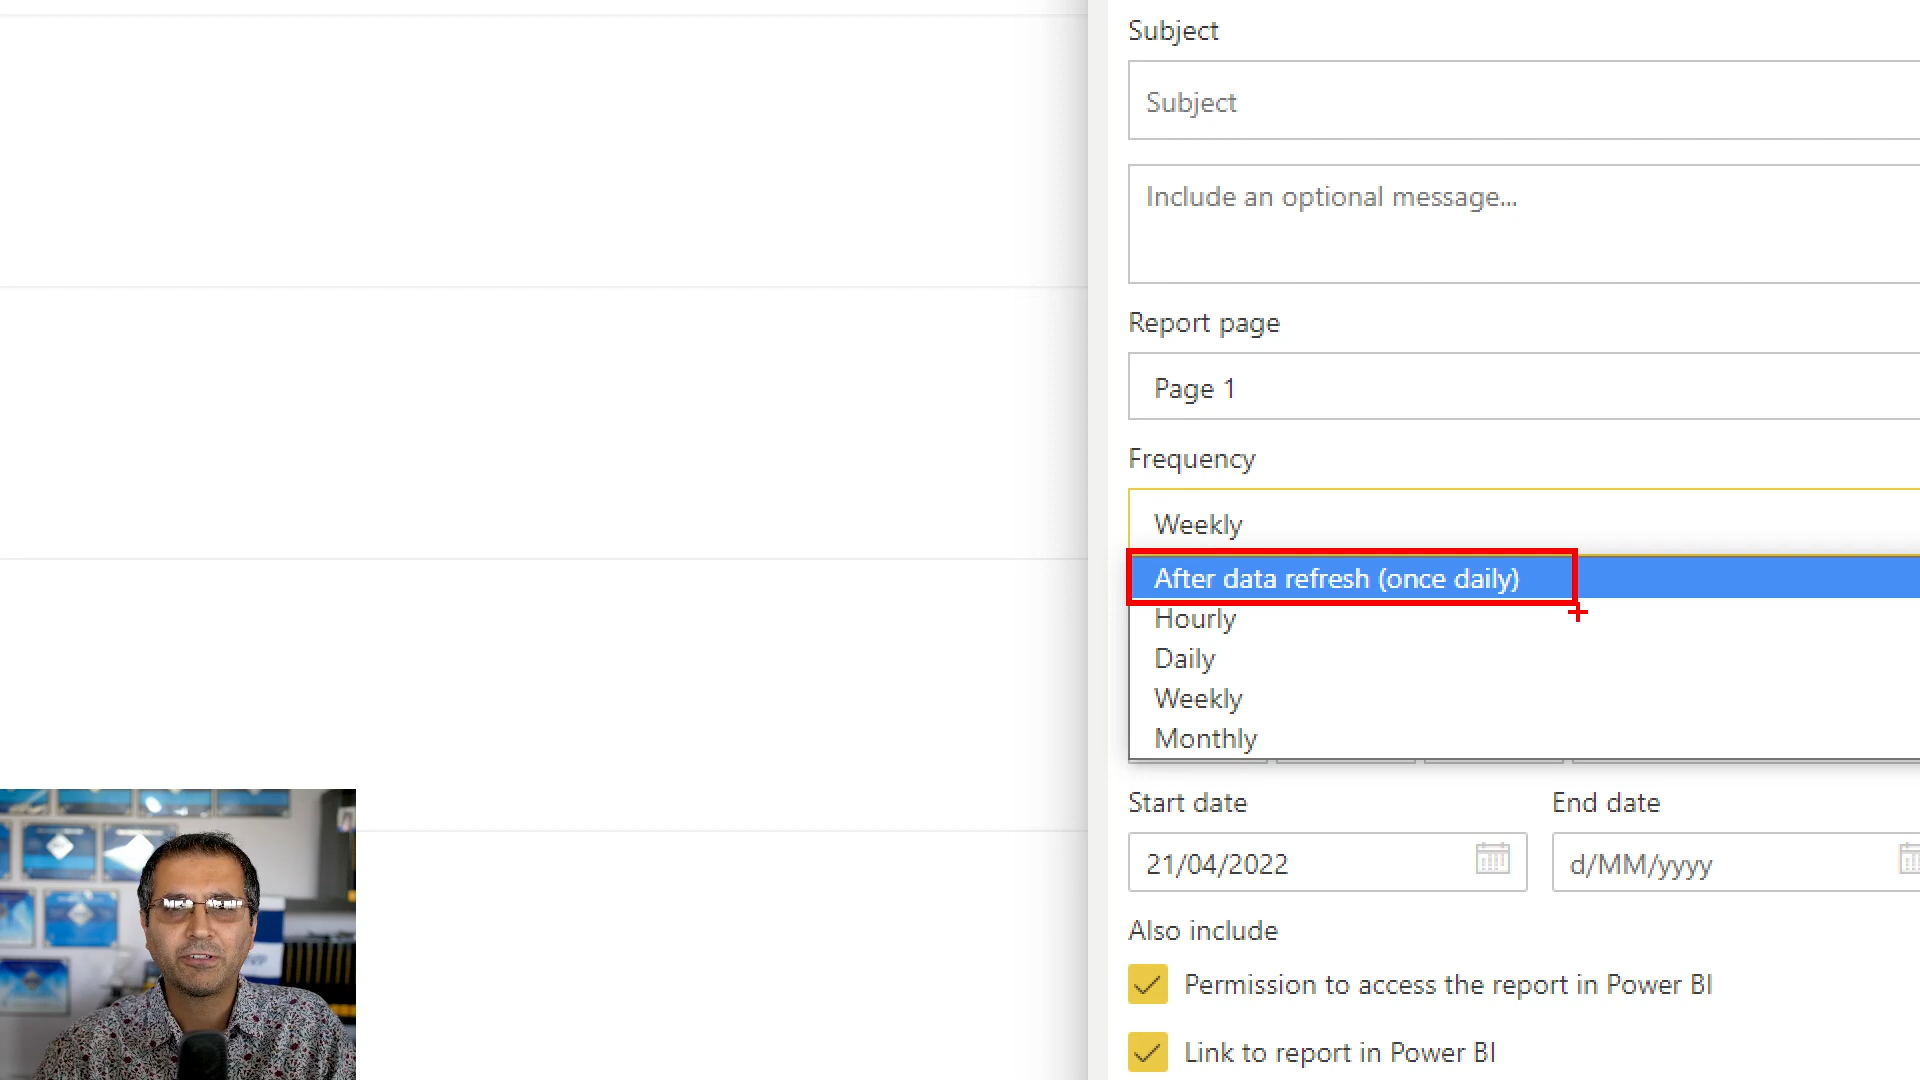 Subject
Subject
Include an optional message...
Report page
Page 1
Frequency
Weekly
After data refresh (once daily)
Hourly
Daily
Weekly
Monthly
Start date
End date
21/04/2022
d/MM/yyyy
Also include
Permission to access the report in Power BI
Link to report in Power BI